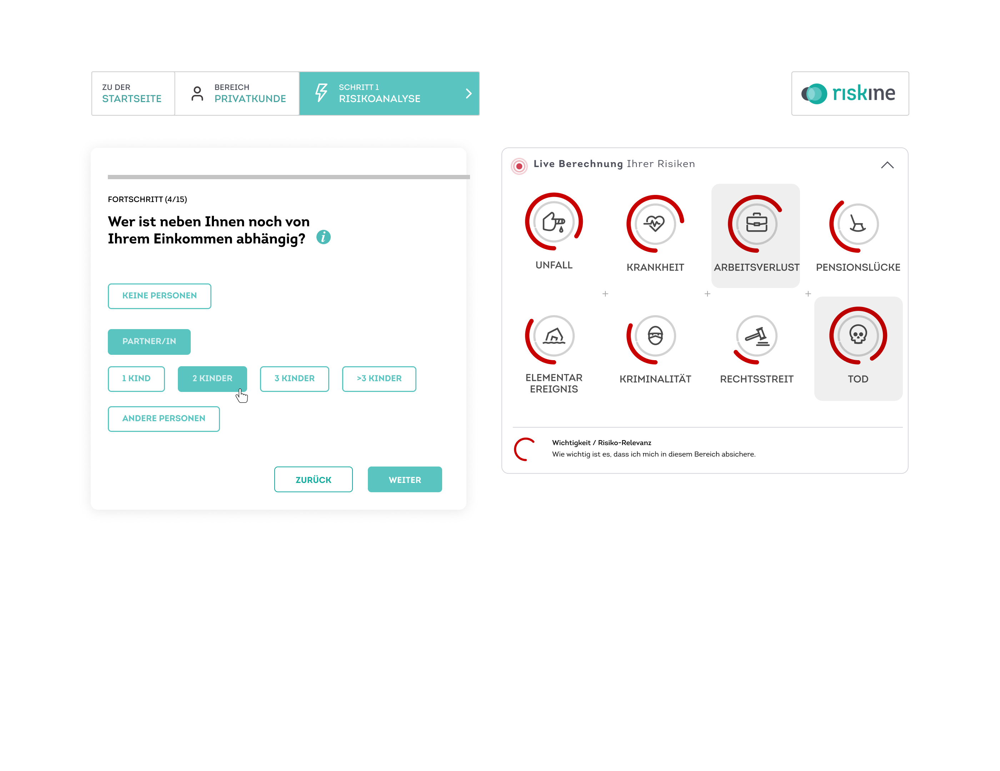 ZU DER
STARTSEITE
BEREICH
PRIVATKUNDE
SCHRITT 1
RISIKOANALYSE
riskine
FORTSCHRITT (4/15)
Wer ist neben Ihnen noch von
Ihrem Einkommen abhängig?
i
KEINE PERSONEN
PARTNER/IN
1 KIND
2 KINDER
3 KINDER
>3 KINDER
ANDERE PERSONEN
ZURÜCK
WEITER
Live Berechnung Ihrer Risiken
UNFALL
KRANKHEIT
ARBEITSVERLUST
PENSIONSLÜCKE
ELEMENTAR
EREIGNIS
KRIMINALITÄT
RECHTSSTREIT
TOD
Wichtigkeit / Risiko-Relevanz
Wie wichtig ist es, dass ich mich in diesem Bereich absichere.